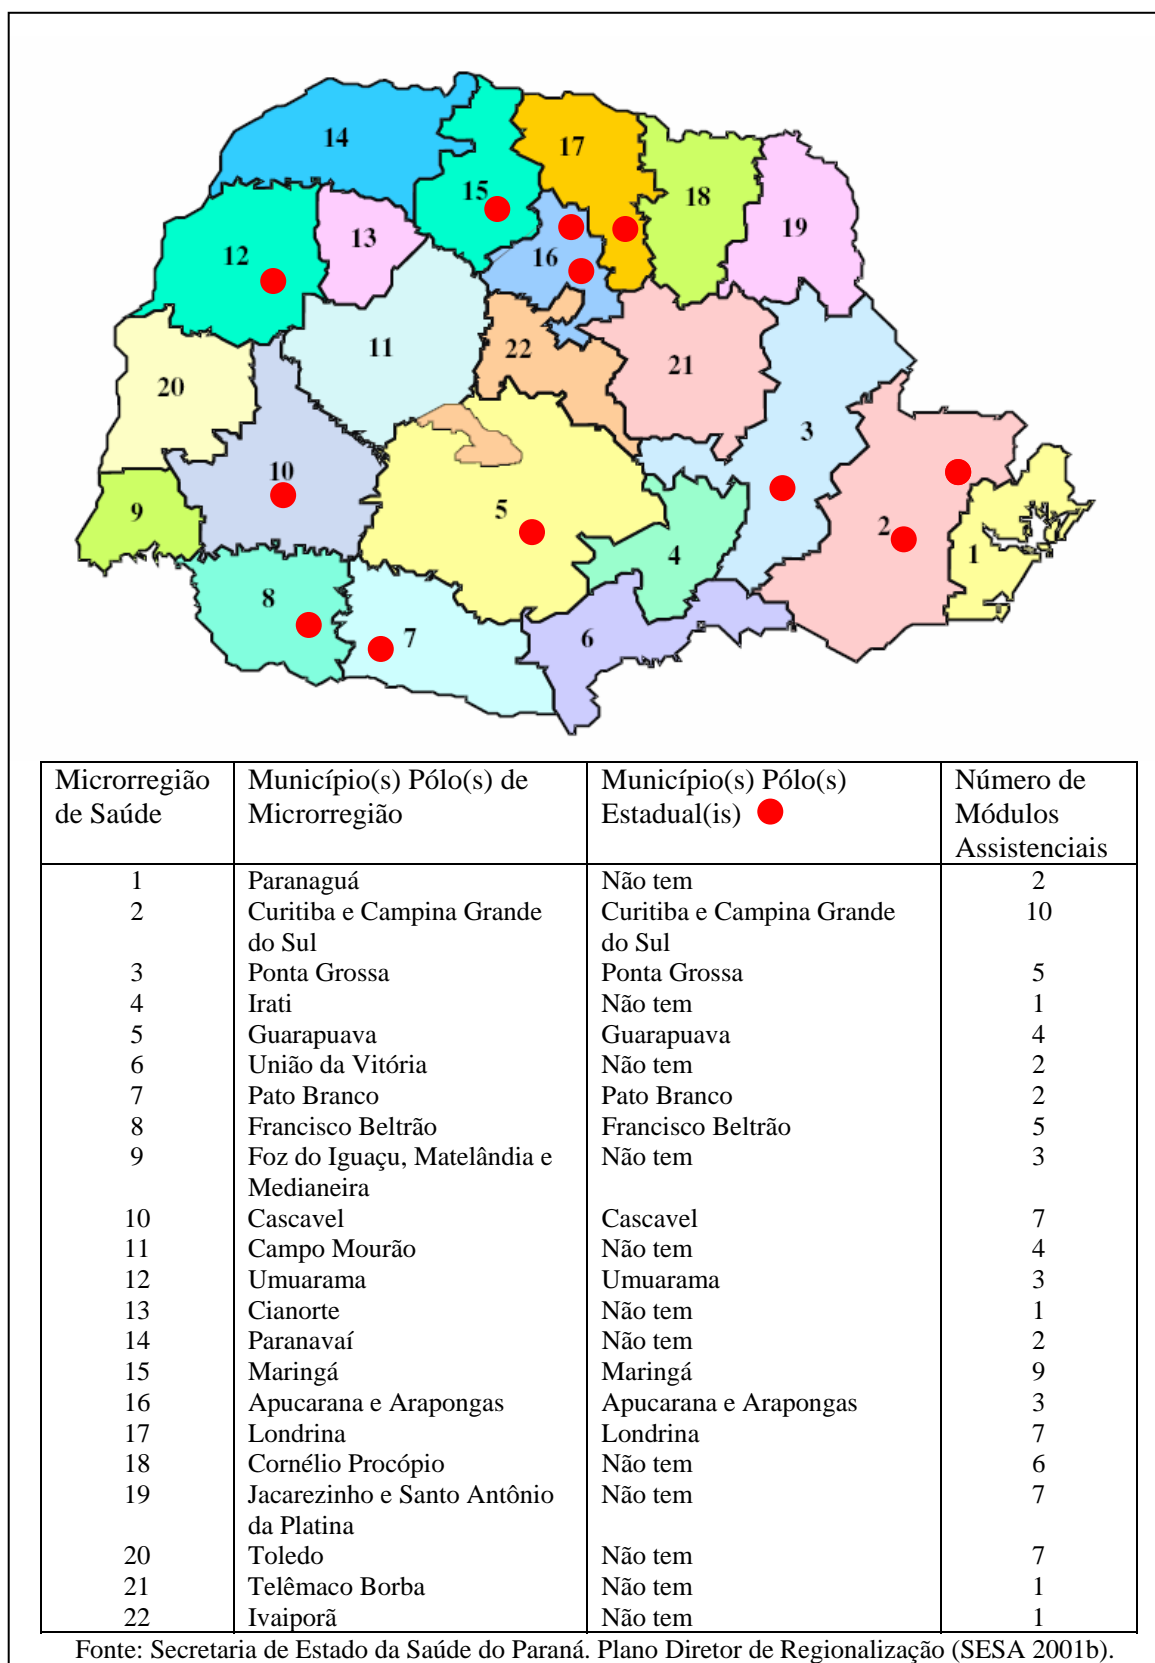 14
17
15
18
19
12
13
16
11
22
21
20
3
10
9
5
2
4
1
8
7
6
Microrregião de Saúde | Município(s) Pólo(s) de Microrregião | Município(s) Pólo(s) Estadual(is) | Número de Módulos Assistenciais
1 Paranaguá Não tem 2
2 Curitiba e Campina Grande do Sul Curitiba e Campina Grande do Sul 10
3 Ponta Grossa Ponta Grossa 5
4 Irati Não tem 1
5 Guarapuava Guarapuava 4
6 União da Vitória Não tem 2
7 Pato Branco Pato Branco 2
8 Francisco Beltrão Francisco Beltrão 5
9 Foz do Iguaçu, Matelândia e Medianeira Não tem 3
10 Cascavel Cascavel 7
11 Campo Mourão Não tem 4
12 Umuarama Umuarama 3
13 Cianorte Não tem 1
14 Paranavaí Não tem 2
15 Maringá Maringá 9
16 Apucarana e Arapongas Apucarana e Arapongas 3
17 Londrina Londrina 7
18 Cornélio Procópio Não tem 6
19 Jacarezinho e Santo Antônio da Platina Não tem 7
20 Toledo Não tem 7
21 Telêmaco Borba Não tem 1
22 Ivaiporã Não tem 1
Fonte: Secretaria de Estado da Saúde do Paraná. Plano Diretor de Regionalização (SESA 2001b).